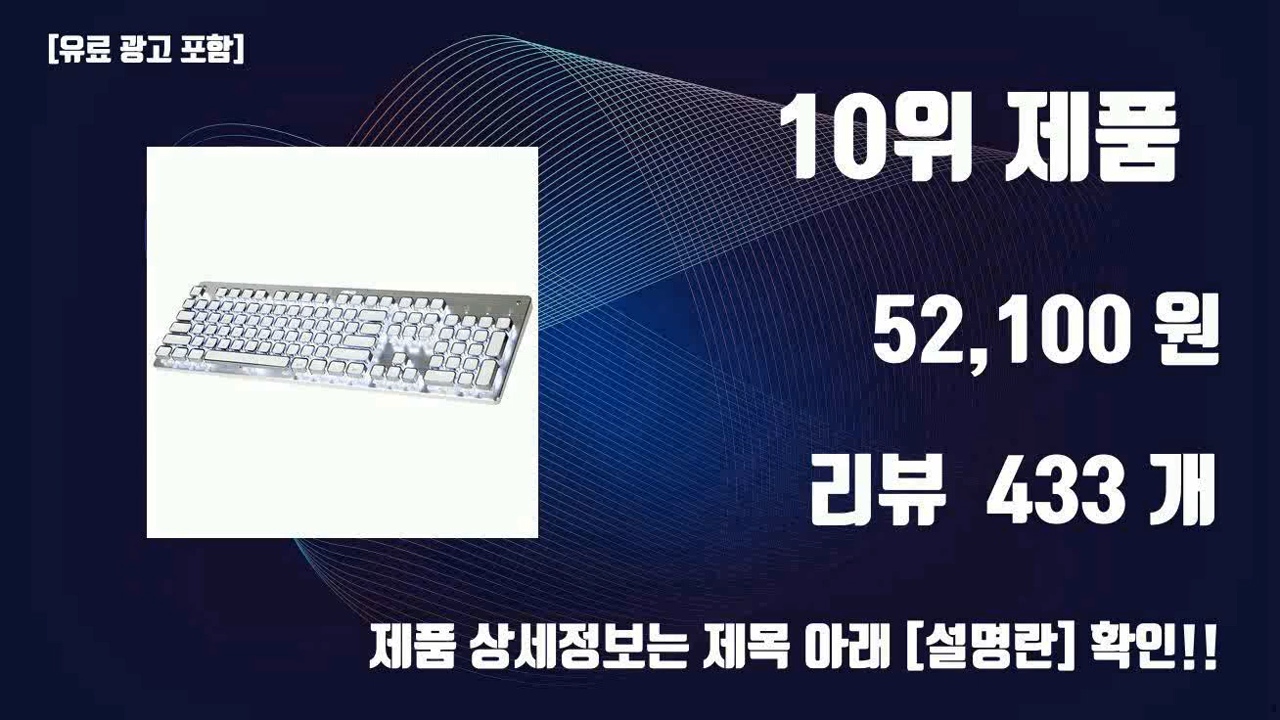 [유료 광고 포함]
10위 제품
52,100 원
리뷰 433 개
제품 상세정보는 제목 아래 [설명란] 확인!!